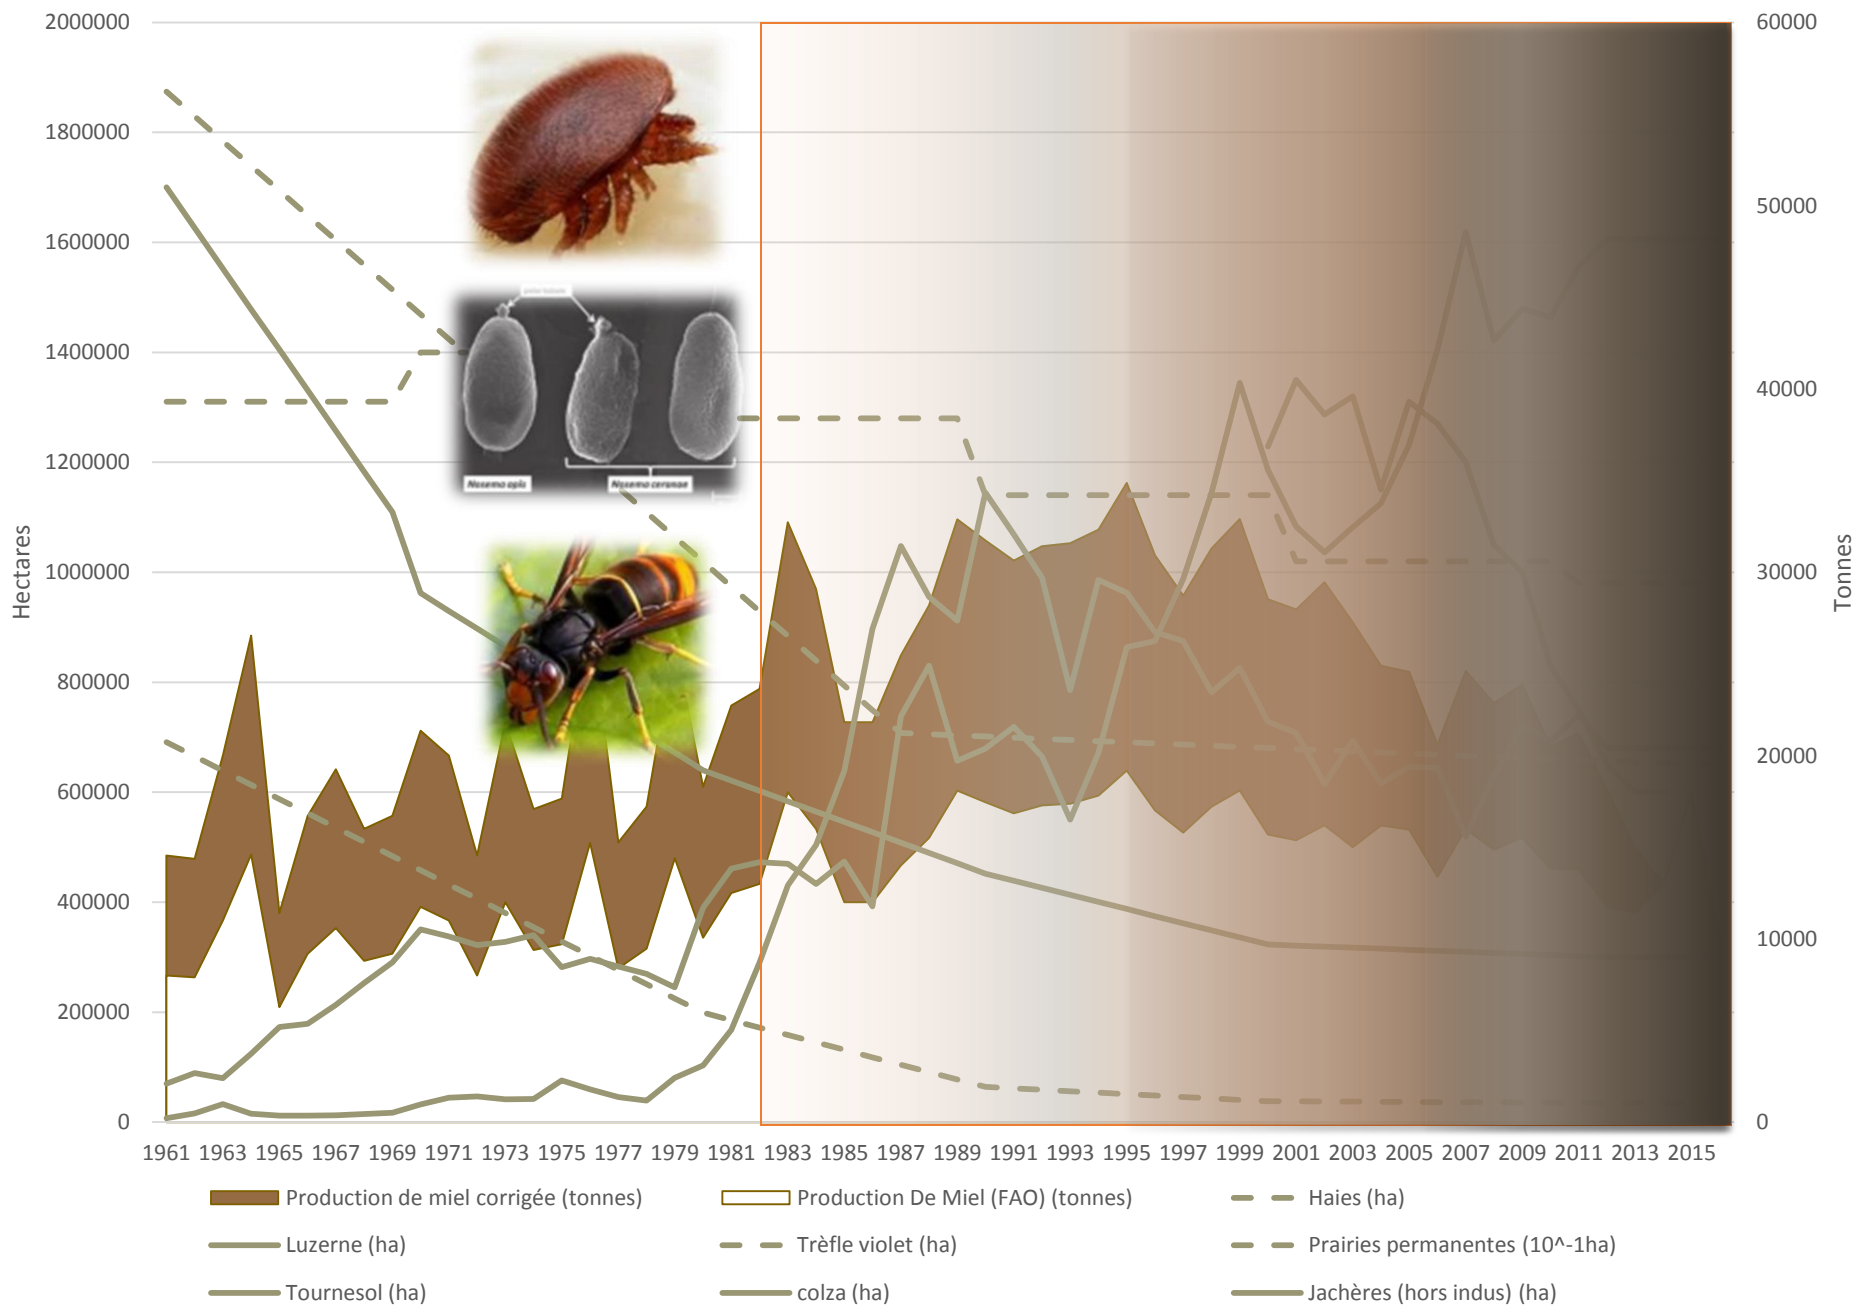 2000000
1800000
1600000
1400000
1200000
1000000
800000
600000
400000
200000
0
Hectares
60000
50000
40000
30000
20000
10000
0
Tonnes
Nosema apis
Nosema ceranae
1961 1963 1965 1967 1969 1971 1973 1975 1977 1979 1981 1983 1985 1987 1989 1991 1993 1995 1997 1999 2001 2003 2005 2007 2009 2011 2013 2015
Production de miel corrigée (tonnes)
Production De Miel (FAO) (tonnes)
Haies (ha)
Luzerne (ha)
Trèfle violet (ha)
Prairies permanentes (10^-1ha)
Tournesol (ha)
colza (ha)
Jachères (hors indus) (ha)